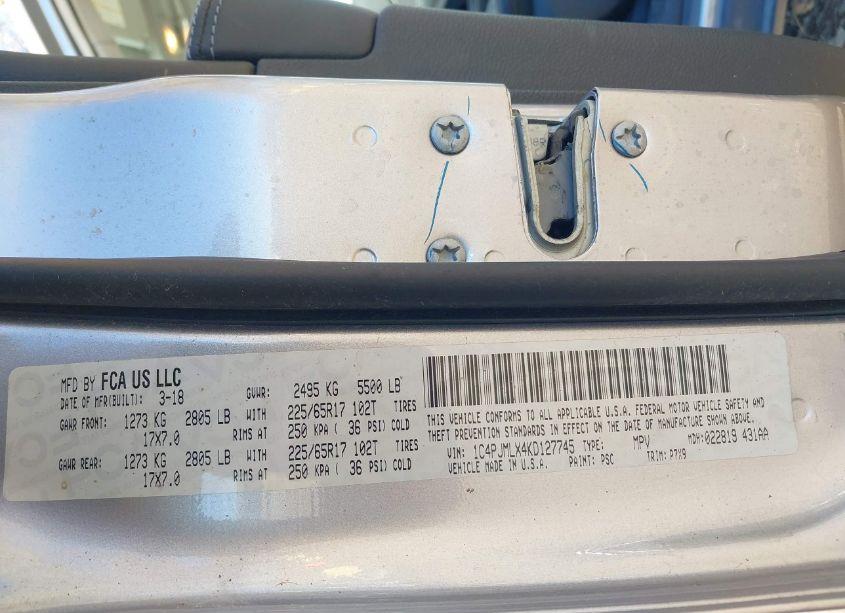 MFD BY FCA US LLC
DATE OF MFR(BUILT): 3-18 GVWR: 2495 KG 5500 LB
GAWR FRONT: 1273 KG 2805 LB WITH 225/65R17 102T TIRES
17X7.0 RIMS AT 250 KPA ( 36 PSI) COLD
GAWR REAR: 1273 KG 2805 LB WITH 225/65R17 102T TIRES
17X7.0 RIMS AT 250 KPA ( 36 PSI) COLD
THIS VEHICLE CONFORMS TO ALL APPLICABLE U.S.A. FEDERAL MOTOR VEHICLE SAFETY AND
THEFT PREVENTION STANDARDS IN EFFECT ON THE DATE OF MANUFACTURE SHOWN ABOVE.
VIN: 1C4PJMLX4KD127745 TYPE: MPV MDH: 022819 431AA
VEHICLE MADE IN U.S.A. PAINT: PSC TRIM: P7X9